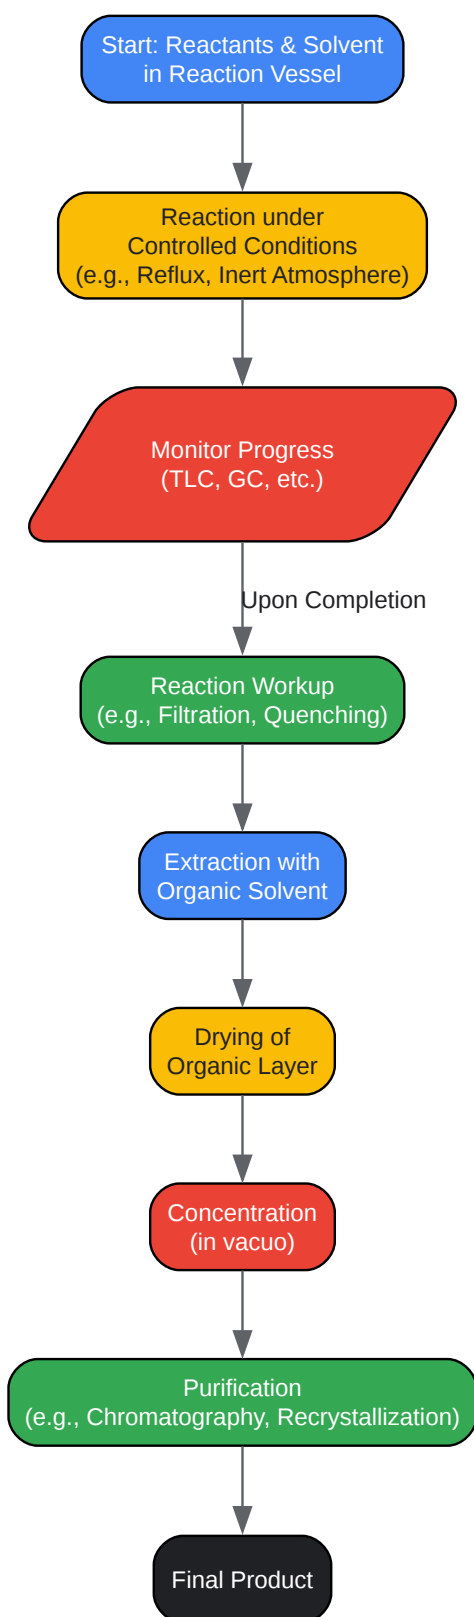 Start: Reactants & Solvent
in Reaction Vessel
Reaction under
Controlled Conditions
(e.g., Reflux, Inert Atmosphere)
Monitor Progress
(TLC, GC, etc.)
Upon Completion
Reaction Workup
(e.g., Filtration, Quenching)
Extraction with
Organic Solvent
Drying of
Organic Layer
Concentration
(in vacuo)
Purification
(e.g., Chromatography, Recrystallization)
Final Product